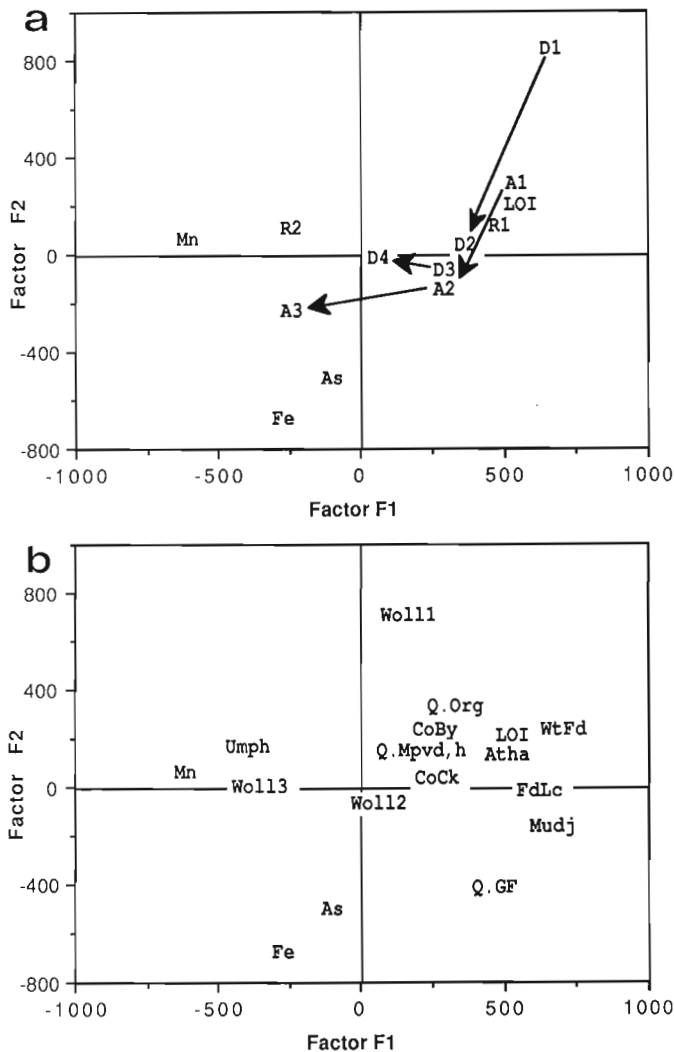 a
800
D1
400
A1
LOI
R1
R2
Mn
D2
0
D4
D3
A2
A3
-400
As
Fe
-800
-1000 -500 0 500 1000
Factor F2
Factor F1
b
800
Woll1
400
Q.Org
CoBy
LOI
WtFd
Umph
Q.Mpvd,h
Atha
Mn
CoCk
Woll3
0
FdLc
Woll2
Mudj
-400
Q.GF
As
Fe
-800
-1000 -500 0 500 1000
Factor F2
Factor F1